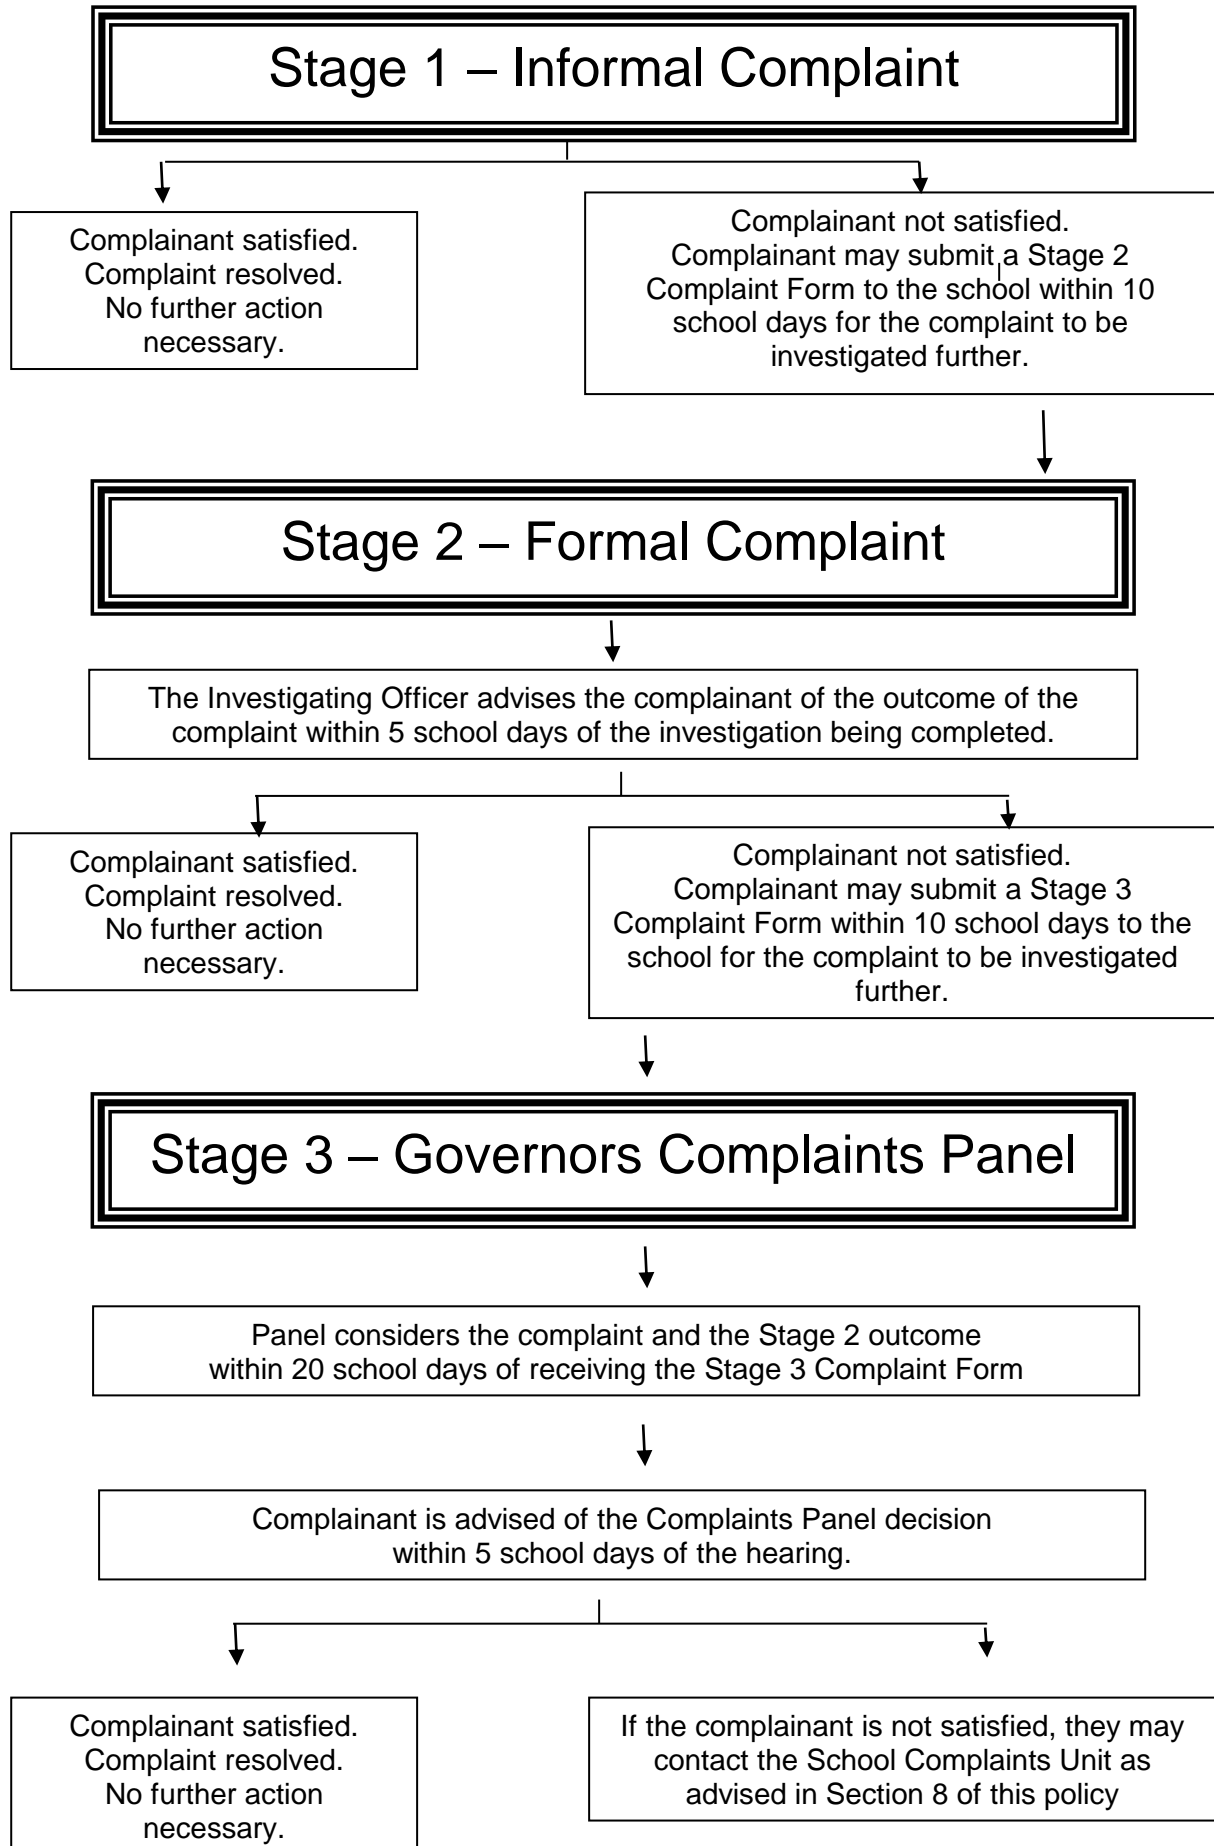 Stage 1 – Informal Complaint
Complainant satisfied.
Complaint resolved.
No further action
necessary.
Complainant not satisfied.
Complainant may submit a Stage 2
Complaint Form to the school within 10
school days for the complaint to be
investigated further.
Stage 2 – Formal Complaint
The Investigating Officer advises the complainant of the outcome of the
complaint within 5 school days of the investigation being completed.
Complainant satisfied.
Complaint resolved.
No further action
necessary.
Complainant not satisfied.
Complainant may submit a Stage 3
Complaint Form within 10 school days to the
school for the complaint to be investigated
further.
Stage 3 – Governors Complaints Panel
Panel considers the complaint and the Stage 2 outcome
within 20 school days of receiving the Stage 3 Complaint Form
Complainant is advised of the Complaints Panel decision
within 5 school days of the hearing.
Complainant satisfied.
Complaint resolved.
No further action
necessary.
If the complainant is not satisfied, they may
contact the School Complaints Unit as
advised in Section 8 of this policy